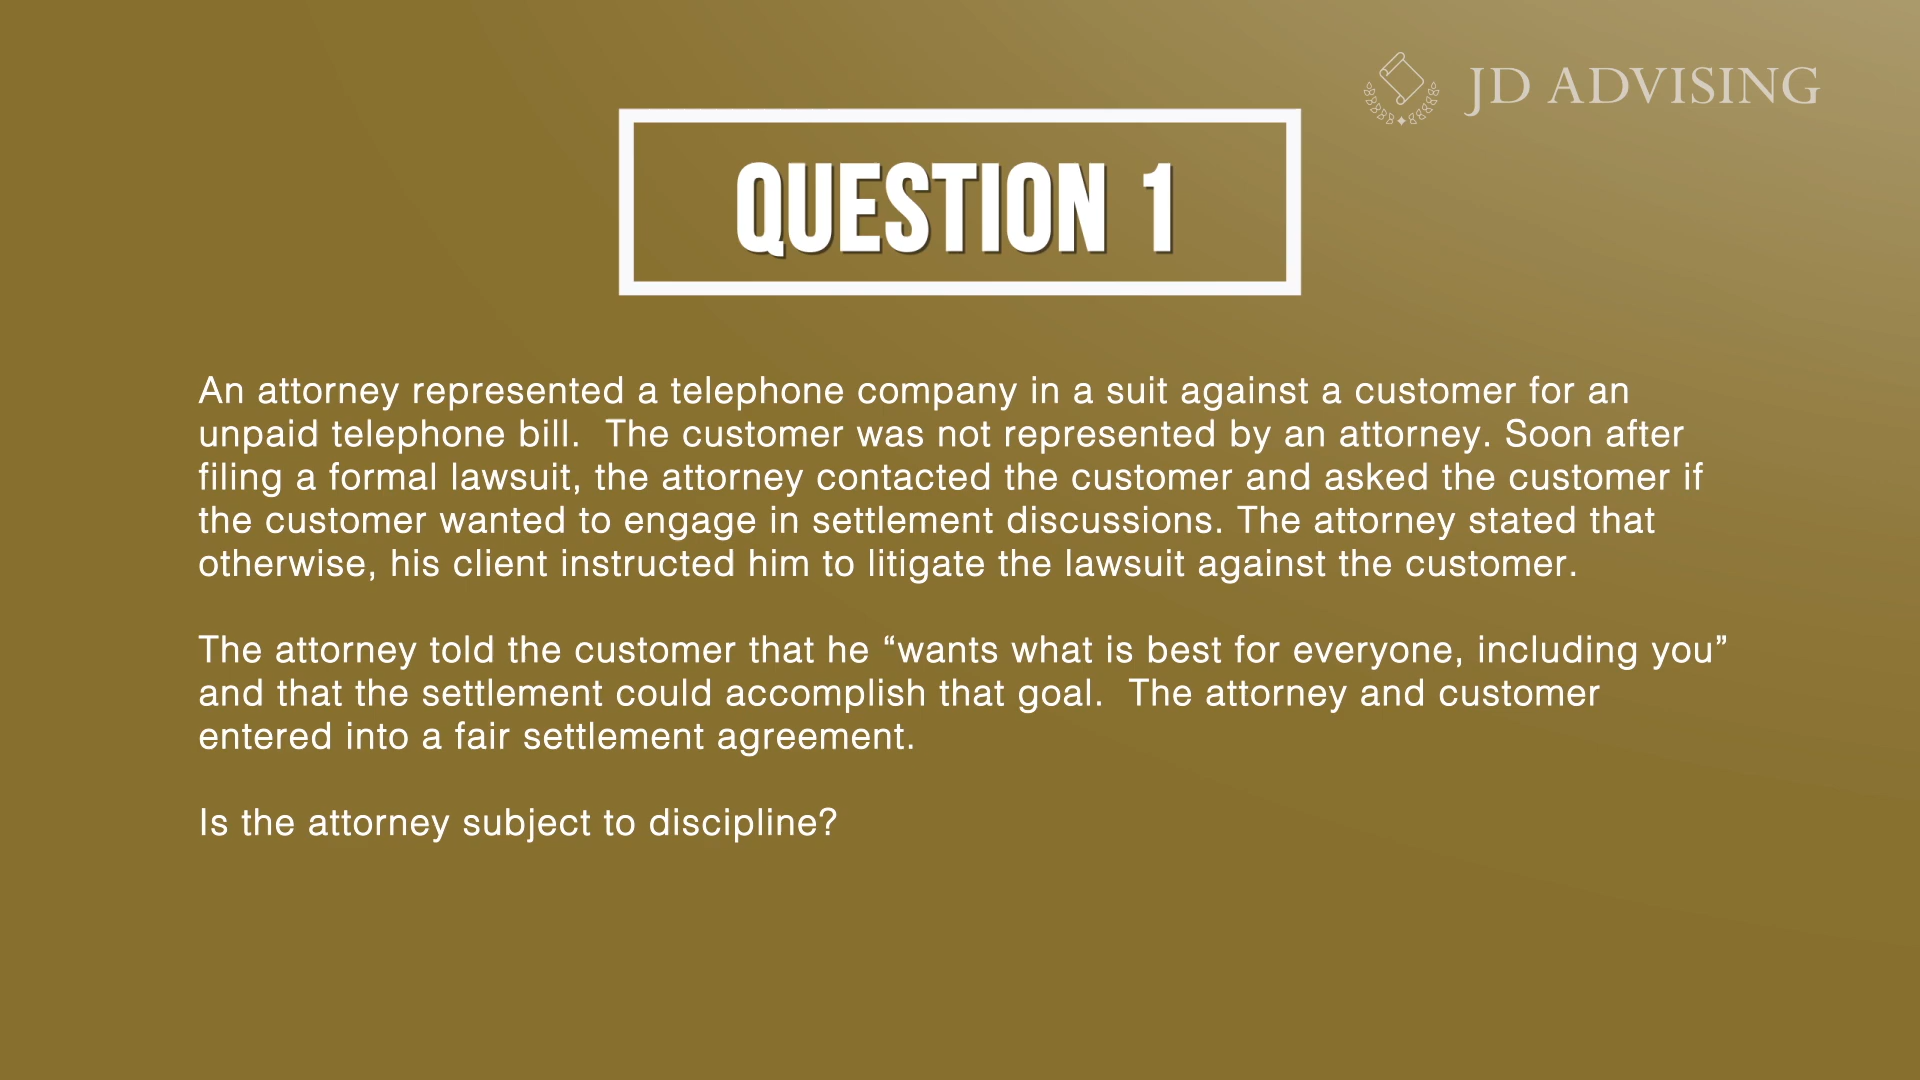 JD ADVISING
QUESTION 1
An attorney represented a telephone company in a suit against a customer for an
unpaid telephone bill.  The customer was not represented by an attorney. Soon after
filing a formal lawsuit, the attorney contacted the customer and asked the customer if
the customer wanted to engage in settlement discussions. The attorney stated that
otherwise, his client instructed him to litigate the lawsuit against the customer.
The attorney told the customer that he “wants what is best for everyone, including you”
and that the settlement could accomplish that goal.  The attorney and customer
entered into a fair settlement agreement.
Is the attorney subject to discipline?